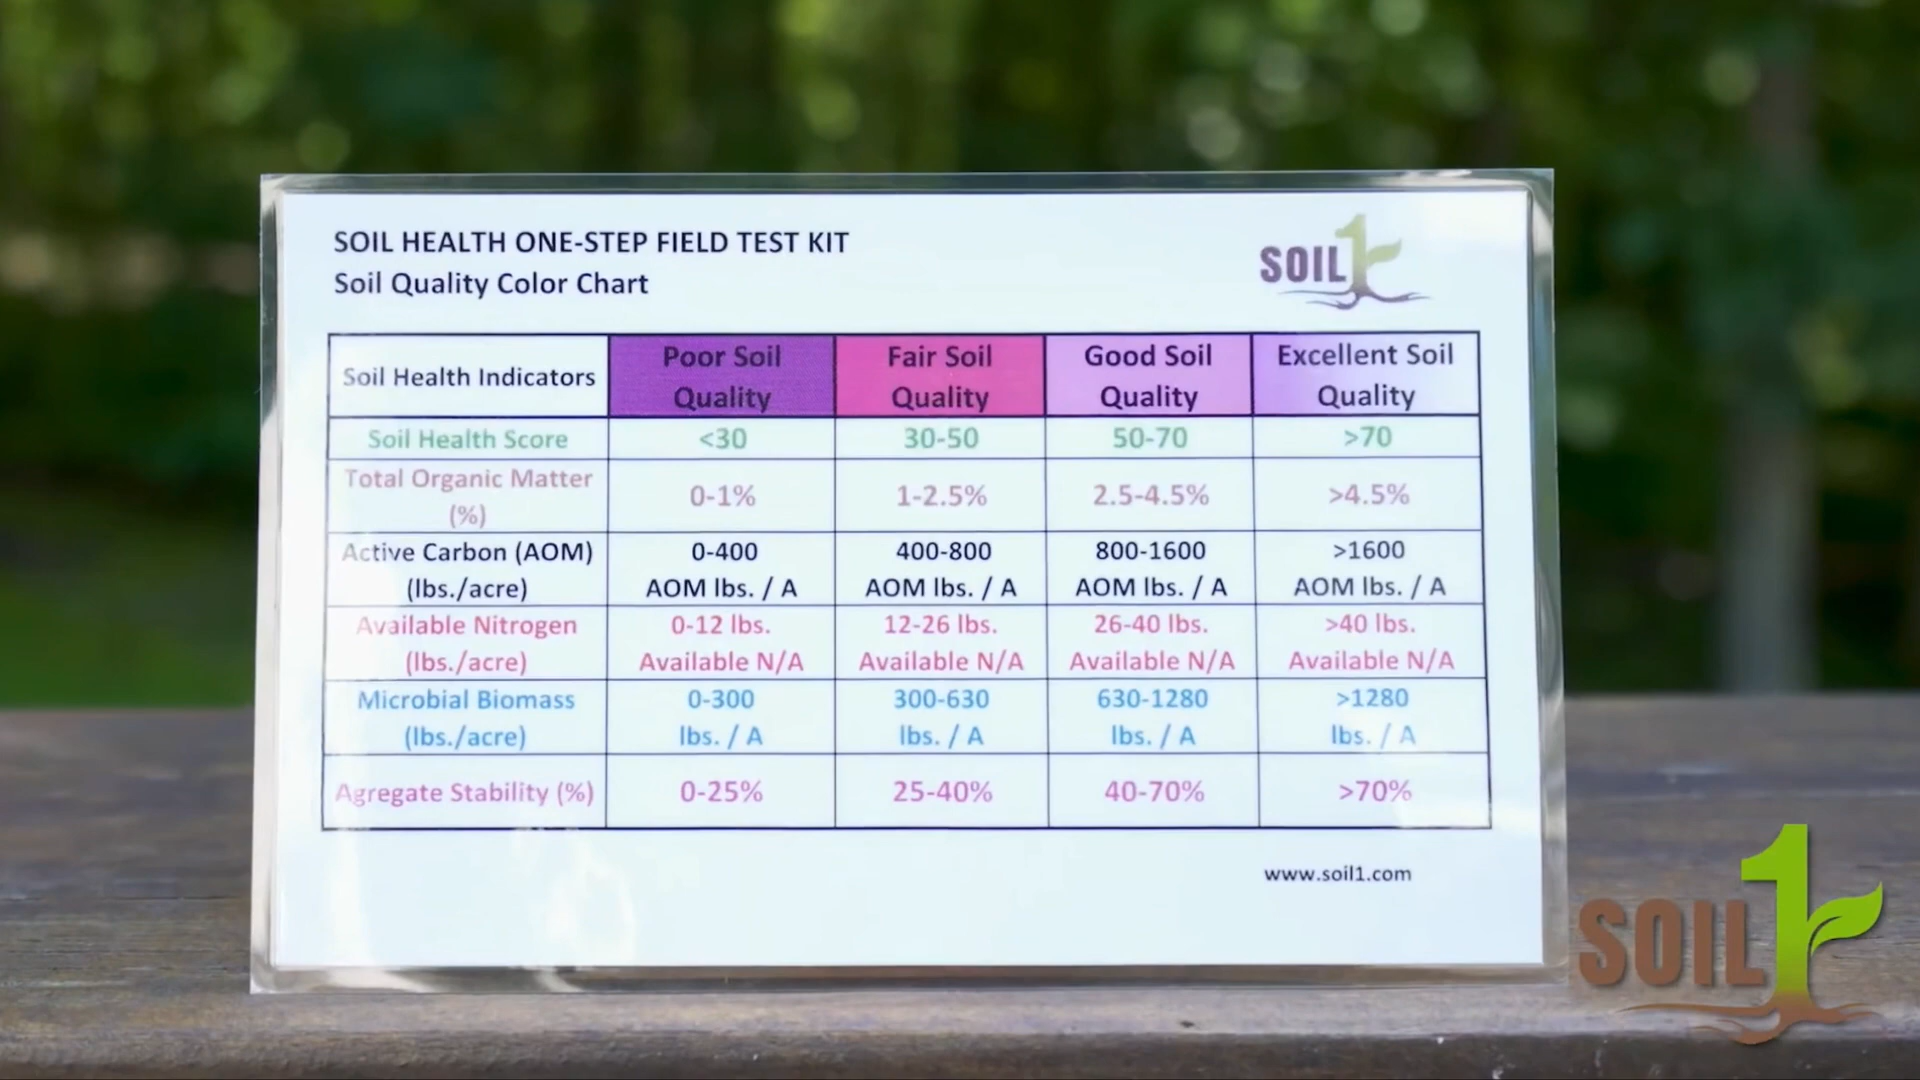 SOIL HEALTH ONE-STEP FIELD TEST KIT
Soil Quality Color Chart
SOIL1
Soil Health Indicators
Poor Soil
Quality
Fair Soil
Quality
Good Soil
Quality
Excellent Soil
Quality
Soil Health Score
<30
30-50
50-70
>70
Total Organic Matter
(%)
0-1%
1-2.5%
2.5-4.5%
>4.5%
Active Carbon (AOM)
(lbs./acre)
0-400
AOM lbs. / A
400-800
AOM lbs. / A
800-1600
AOM lbs. / A
>1600
AOM lbs. / A
Available Nitrogen
(lbs./acre)
0-12 lbs.
Available N/A
12-26 lbs.
Available N/A
26-40 lbs.
Available N/A
>40 lbs.
Available N/A
Microbial Biomass
(lbs./acre)
0-300
lbs. / A
300-630
lbs. / A
630-1280
lbs. / A
>1280
lbs. / A
Agregate Stability (%)
0-25%
25-40%
40-70%
>70%
www.soil1.com
SOIL1